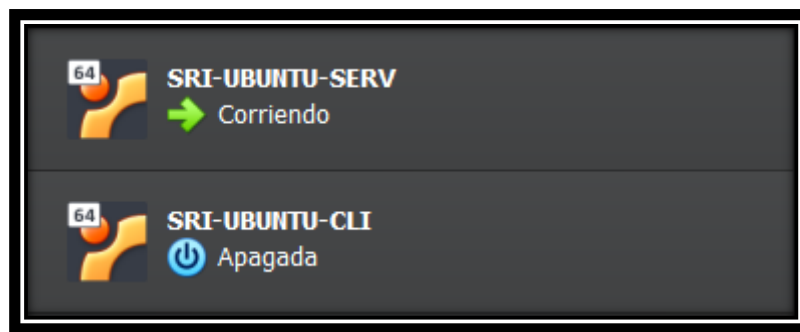 64
SRI-UBUNTU-SERV
Corriendo
64
SRI-UBUNTU-CLI
Apagada